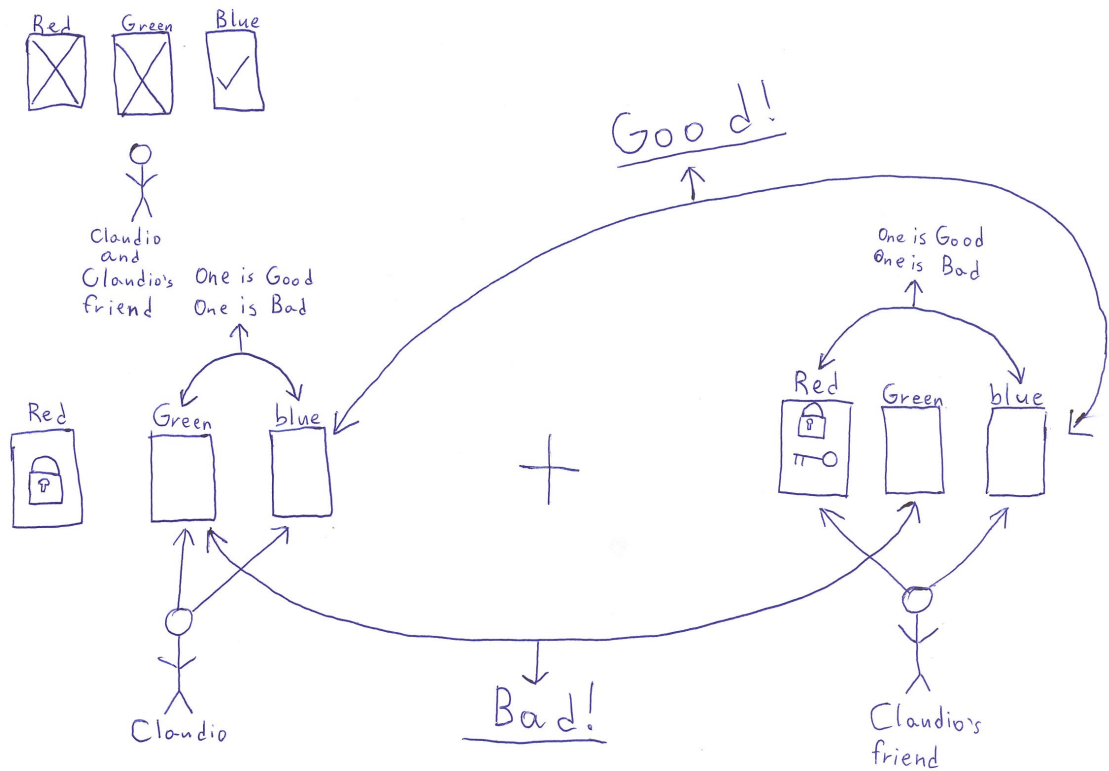 Red
Green
Blue
Claudio
and
Claudio's
friend
Good!
One is Good
One is Bad
Red
Green
blue
One is Good
One is Bad
Red
Green
blue
Claudio
Bad!
Claudio's
friend